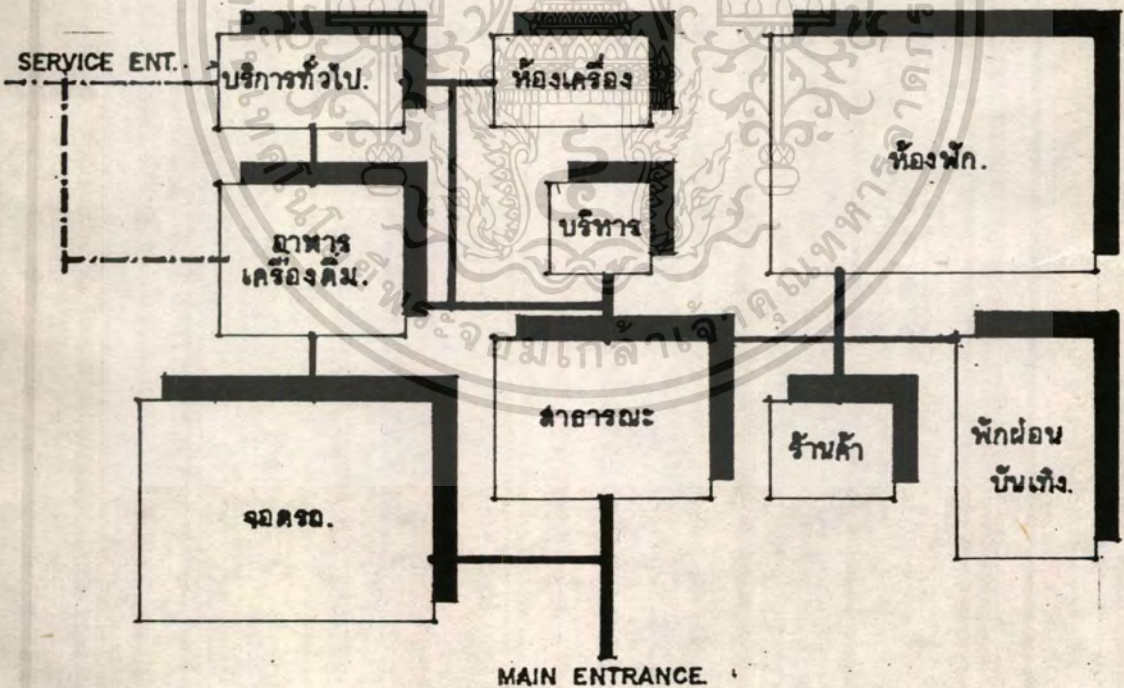 SERVICE ENT.
บริการทั่วไป.
ห้องเครื่อง
ห้องพัก.
บริหาร
อาหาร
เครื่องดื่ม.
สาธารณะ
ร้านค้า
พักผ่อน
บันเทิง.
จอดรถ.
MAIN ENTRANCE.